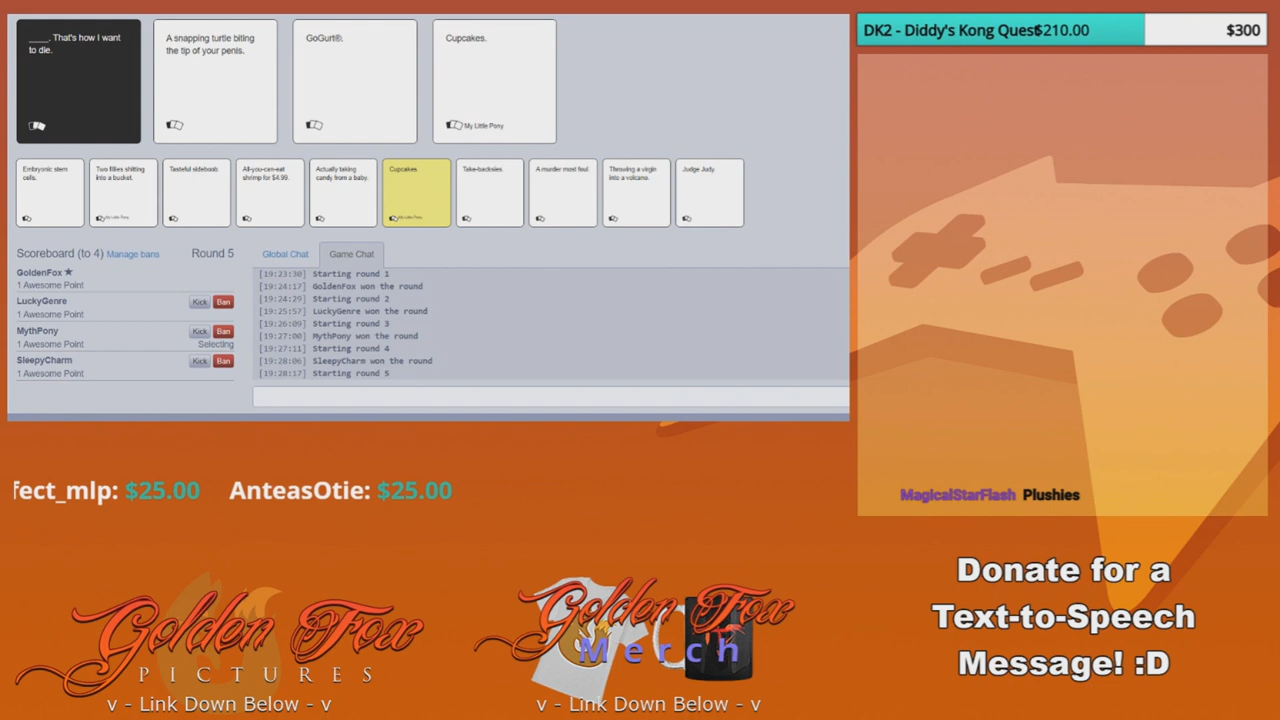 ____. That's how I want
to die.
A snapping turtle biting
the tip of your penis.
GoGurt®.
Cupcakes.
My Little Pony
Embryonic stem
cells.
Two fillies shitting
into a bucket.
My Little Pony
Tasteful sideboob.
All-you-can-eat
shrimp for $4.99.
Actually taking
candy from a baby.
Cupcakes.
My Little Pony
Take-backsies.
A murder most foul.
Throwing a virgin
into a volcano.
Judge Judy.
Scoreboard (to 4) Manage bans Round 5
GoldenFox ★
1 Awesome Point
LuckyGenre Kick Ban
1 Awesome Point
MythPony Kick Ban
1 Awesome Point Selecting
SleepyCharm Kick Ban
1 Awesome Point
Global Chat Game Chat
[19:23:30] Starting round 1
[19:24:17] GoldenFox won the round
[19:24:29] Starting round 2
[19:25:57] LuckyGenre won the round
[19:26:09] Starting round 3
[19:27:00] MythPony won the round
[19:27:11] Starting round 4
[19:28:06] SleepyCharm won the round
[19:28:17] Starting round 5
DK2 - Diddy's Kong Quest $210.00 $300
MagicalStarFlash Plushies
fect_mlp: $25.00 AnteasOtie: $25.00
Golden Fox
PICTURES
v - Link Down Below - v
Golden Fox
Merch
v - Link Down Below - v
Donate for a
Text-to-Speech
Message! :D